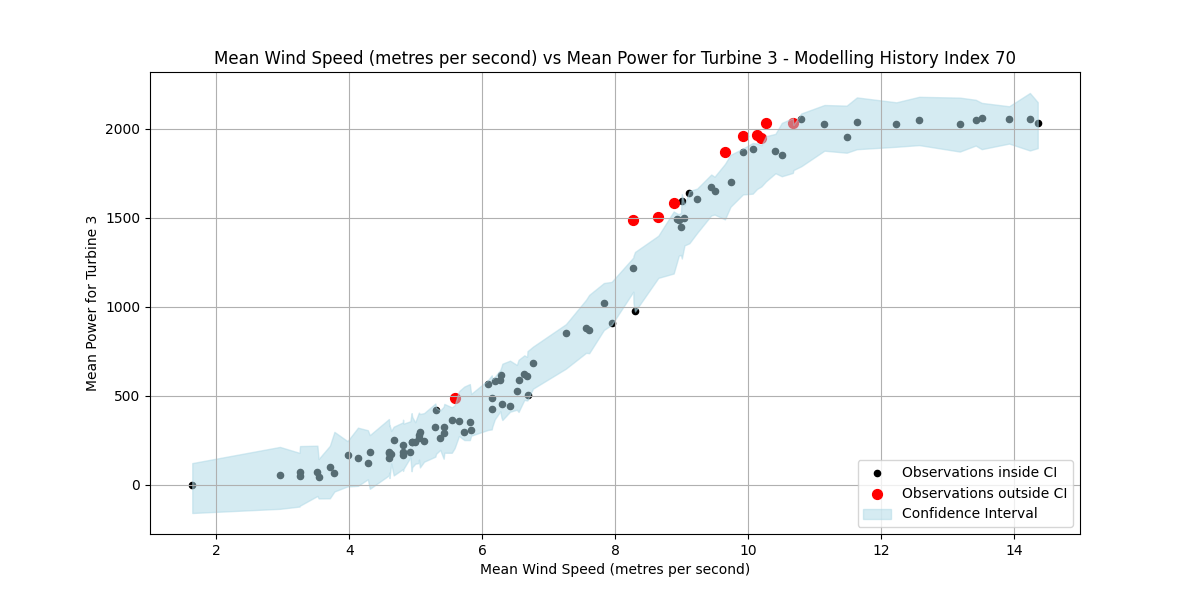 Mean Wind Speed (metres per second) vs Mean Power for Turbine 3 - Modelling History Index 70
Mean Power for Turbine 3
2000
1500
1000
500
0
2 4 6 8 10 12 14
Mean Wind Speed (metres per second)
Observations inside CI
Observations outside CI
Confidence Interval